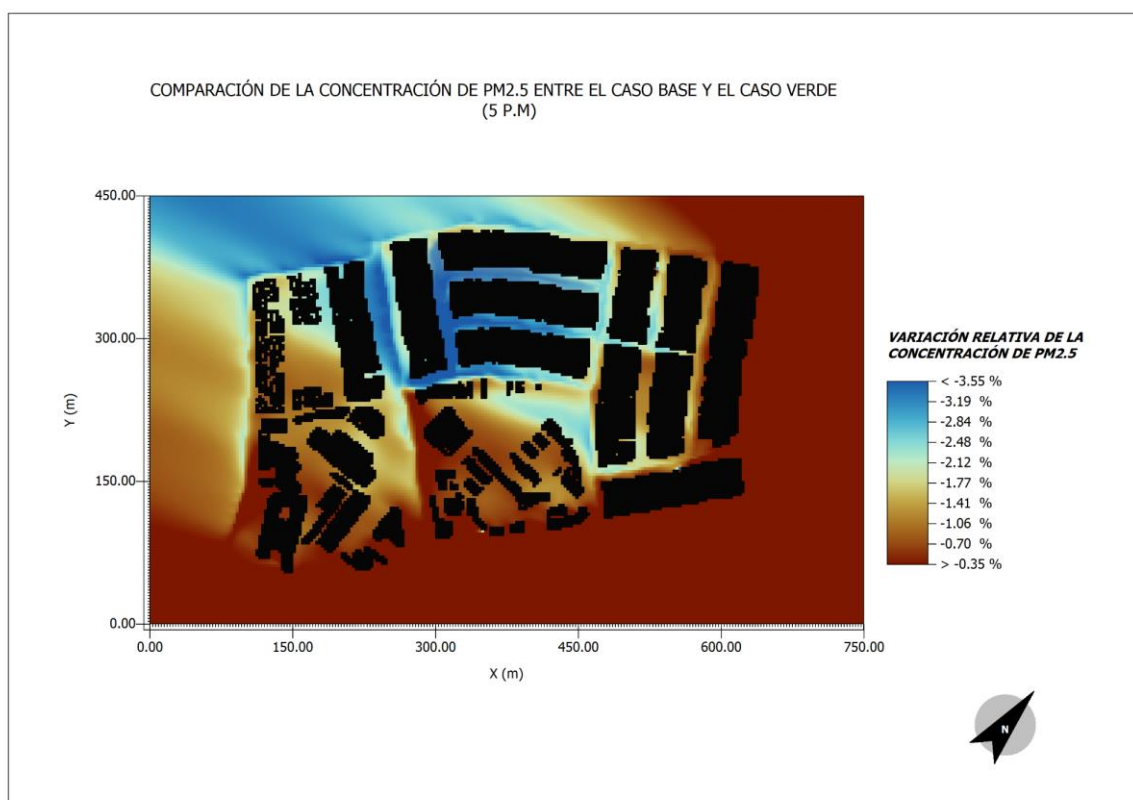 COMPARACIÓN DE LA CONCENTRACIÓN DE PM2.5 ENTRE EL CASO BASE Y EL CASO VERDE
(5 P.M)
450.00
300.00
150.00
0.00
Y (m)
0.00 150.00 300.00 450.00 600.00 750.00
X (m)
VARIACIÓN RELATIVA DE LA
CONCENTRACIÓN DE PM2.5
< -3.55 %
-3.19 %
-2.84 %
-2.48 %
-2.12 %
-1.77 %
-1.41 %
-1.06 %
-0.70 %
> -0.35 %
N